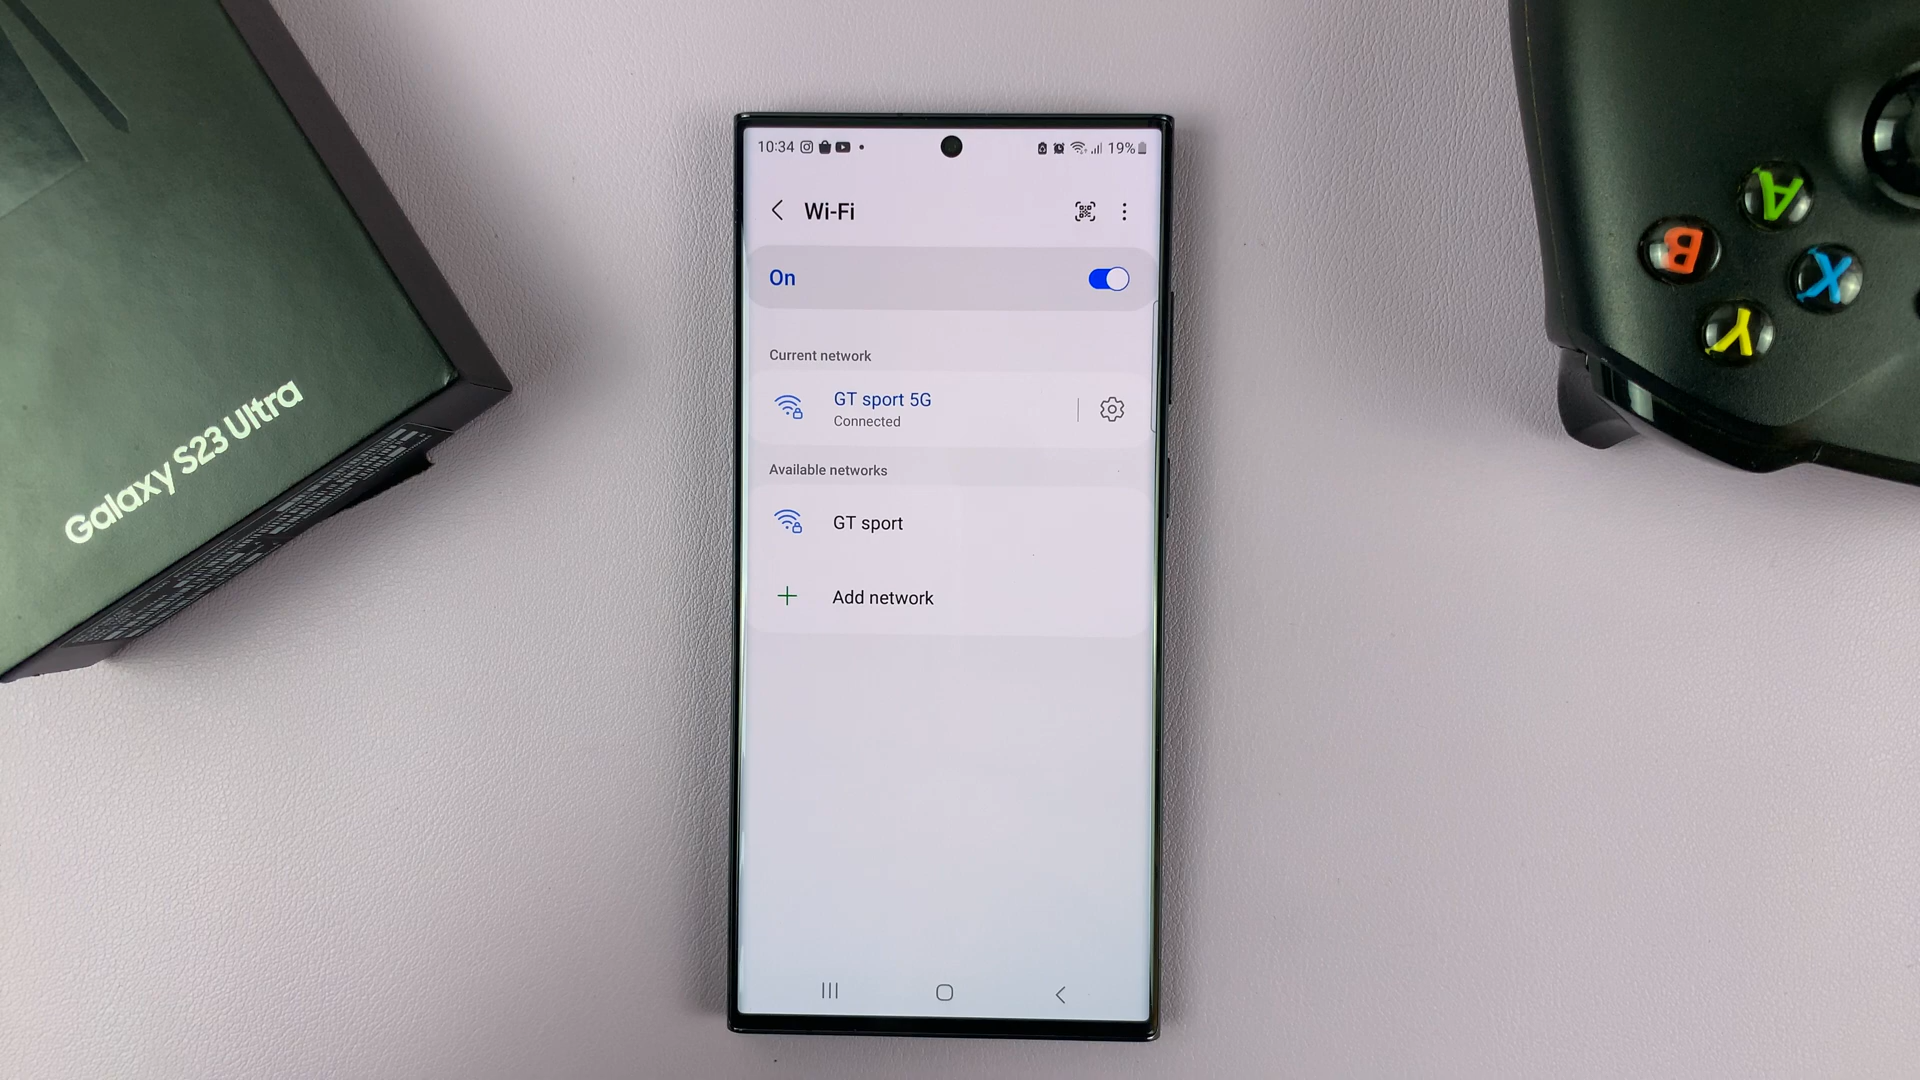 Galaxy S23 Ultra
10:34
19%
Wi-Fi
On
Current network
GT sport 5G
Connected
Available networks
GT sport
Add network
A
B
X
Y